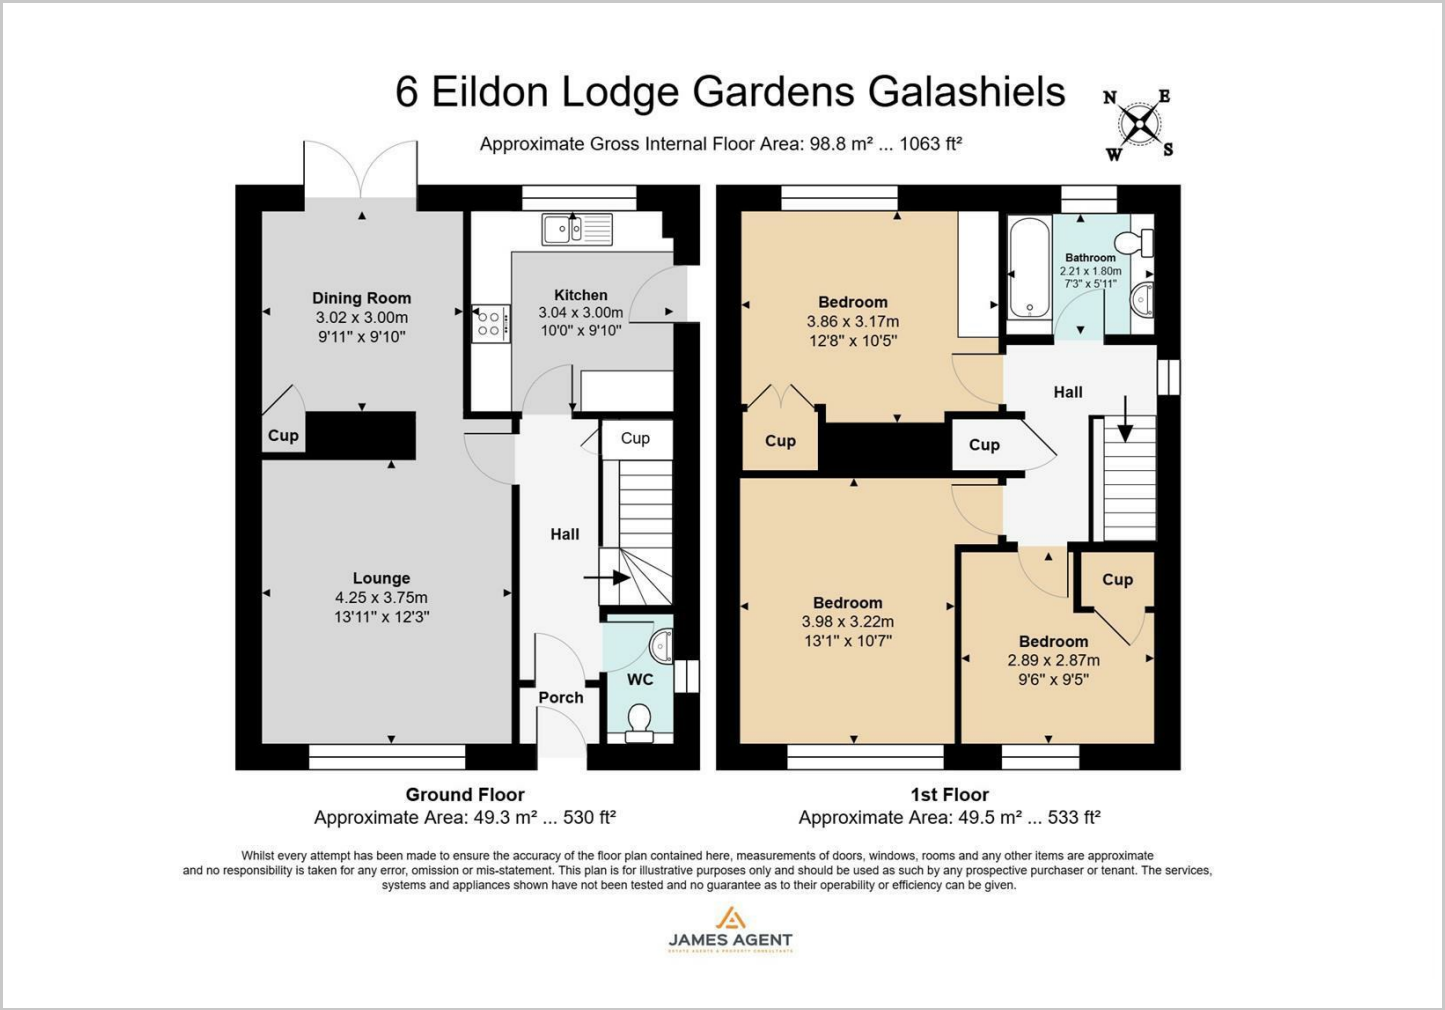 6 Eildon Lodge Gardens Galashiels
N E
W S
Approximate Gross Internal Floor Area: 98.8 m² ... 1063 ft²
Dining Room
3.02 x 3.00m
9'11" x 9'10"
Kitchen
3.04 x 3.00m
10'0" x 9'10"
Cup
Cup
Hall
Lounge
4.25 x 3.75m
13'11" x 12'3"
WC
Porch
Bedroom
3.86 x 3.17m
12'8" x 10'5"
Bathroom
2.21 x 1.80m
7'3" x 5'11"
Hall
Cup
Cup
Bedroom
3.98 x 3.22m
13'1" x 10'7"
Cup
Bedroom
2.89 x 2.87m
9'6" x 9'5"
Ground Floor
Approximate Area: 49.3 m² ... 530 ft²
1st Floor
Approximate Area: 49.5 m² ... 533 ft²
Whilst every attempt has been made to ensure the accuracy of the floor plan contained here, measurements of doors, windows, rooms and any other items are approximate
and no responsibility is taken for any error, omission or mis-statement. This plan is for illustrative purposes only and should be used as such by any prospective purchaser or tenant. The services,
systems and appliances shown have not been tested and no guarantee as to their operability or efficiency can be given.
JAMES AGENT
ESTATE AGENTS & PROPERTY CONSULTANTS